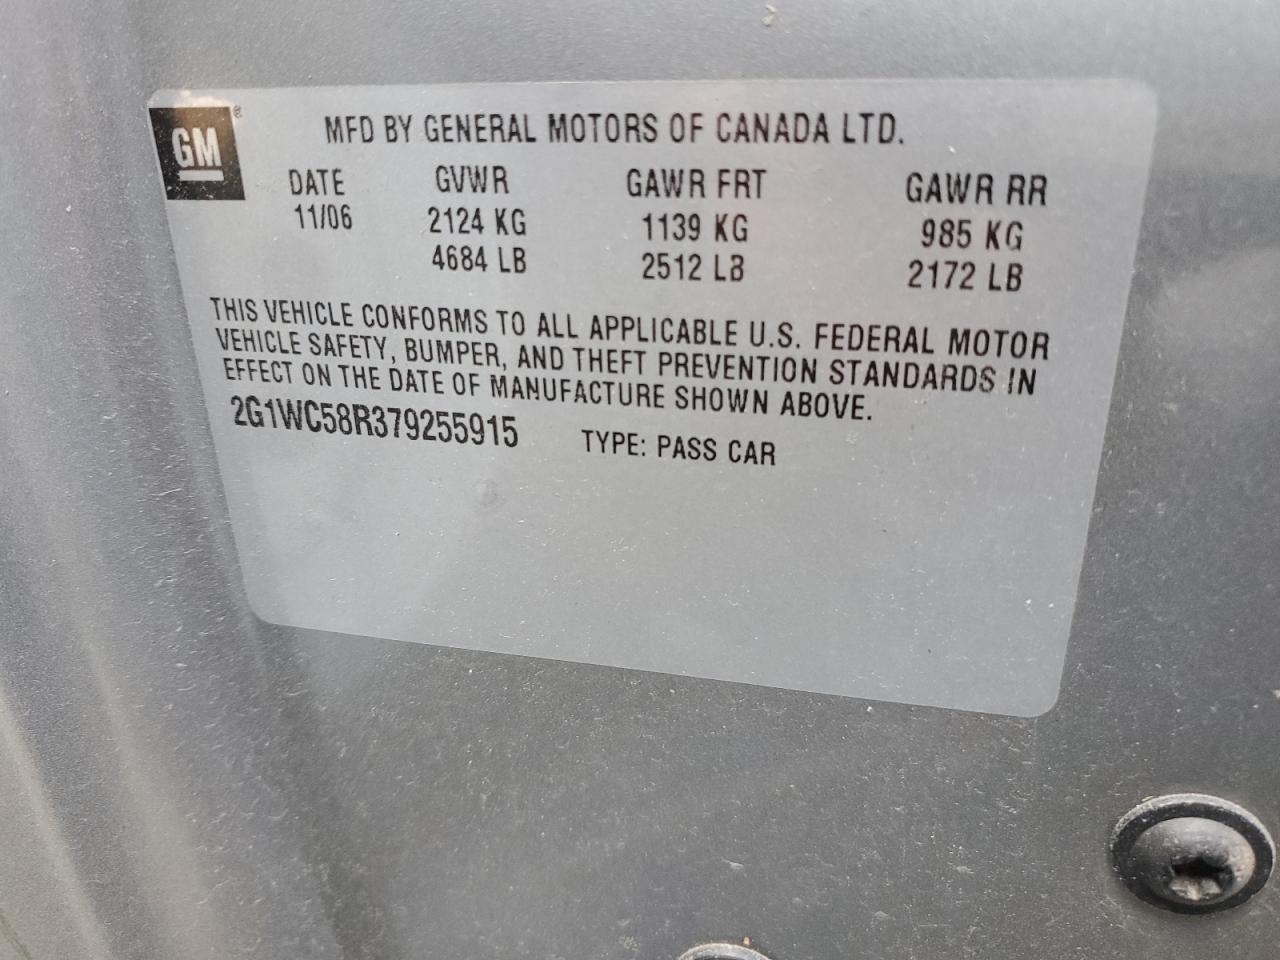 GM®
MFD BY GENERAL MOTORS OF CANADA LTD.
DATE GVWR GAWR FRT GAWR RR
11/06 2124 KG 1139 KG 985 KG
4684 LB 2512 LB 2172 LB
THIS VEHICLE CONFORMS TO ALL APPLICABLE U.S. FEDERAL MOTOR
VEHICLE SAFETY, BUMPER, AND THEFT PREVENTION STANDARDS IN
EFFECT ON THE DATE OF MANUFACTURE SHOWN ABOVE.
2G1WC58R379255915 TYPE: PASS CAR